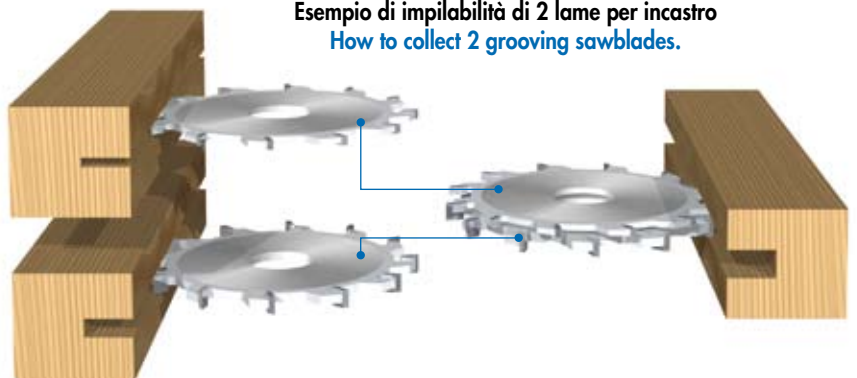 Esempio di impilabilità di 2 lame per incastro
How to collect 2 grooving sawblades.